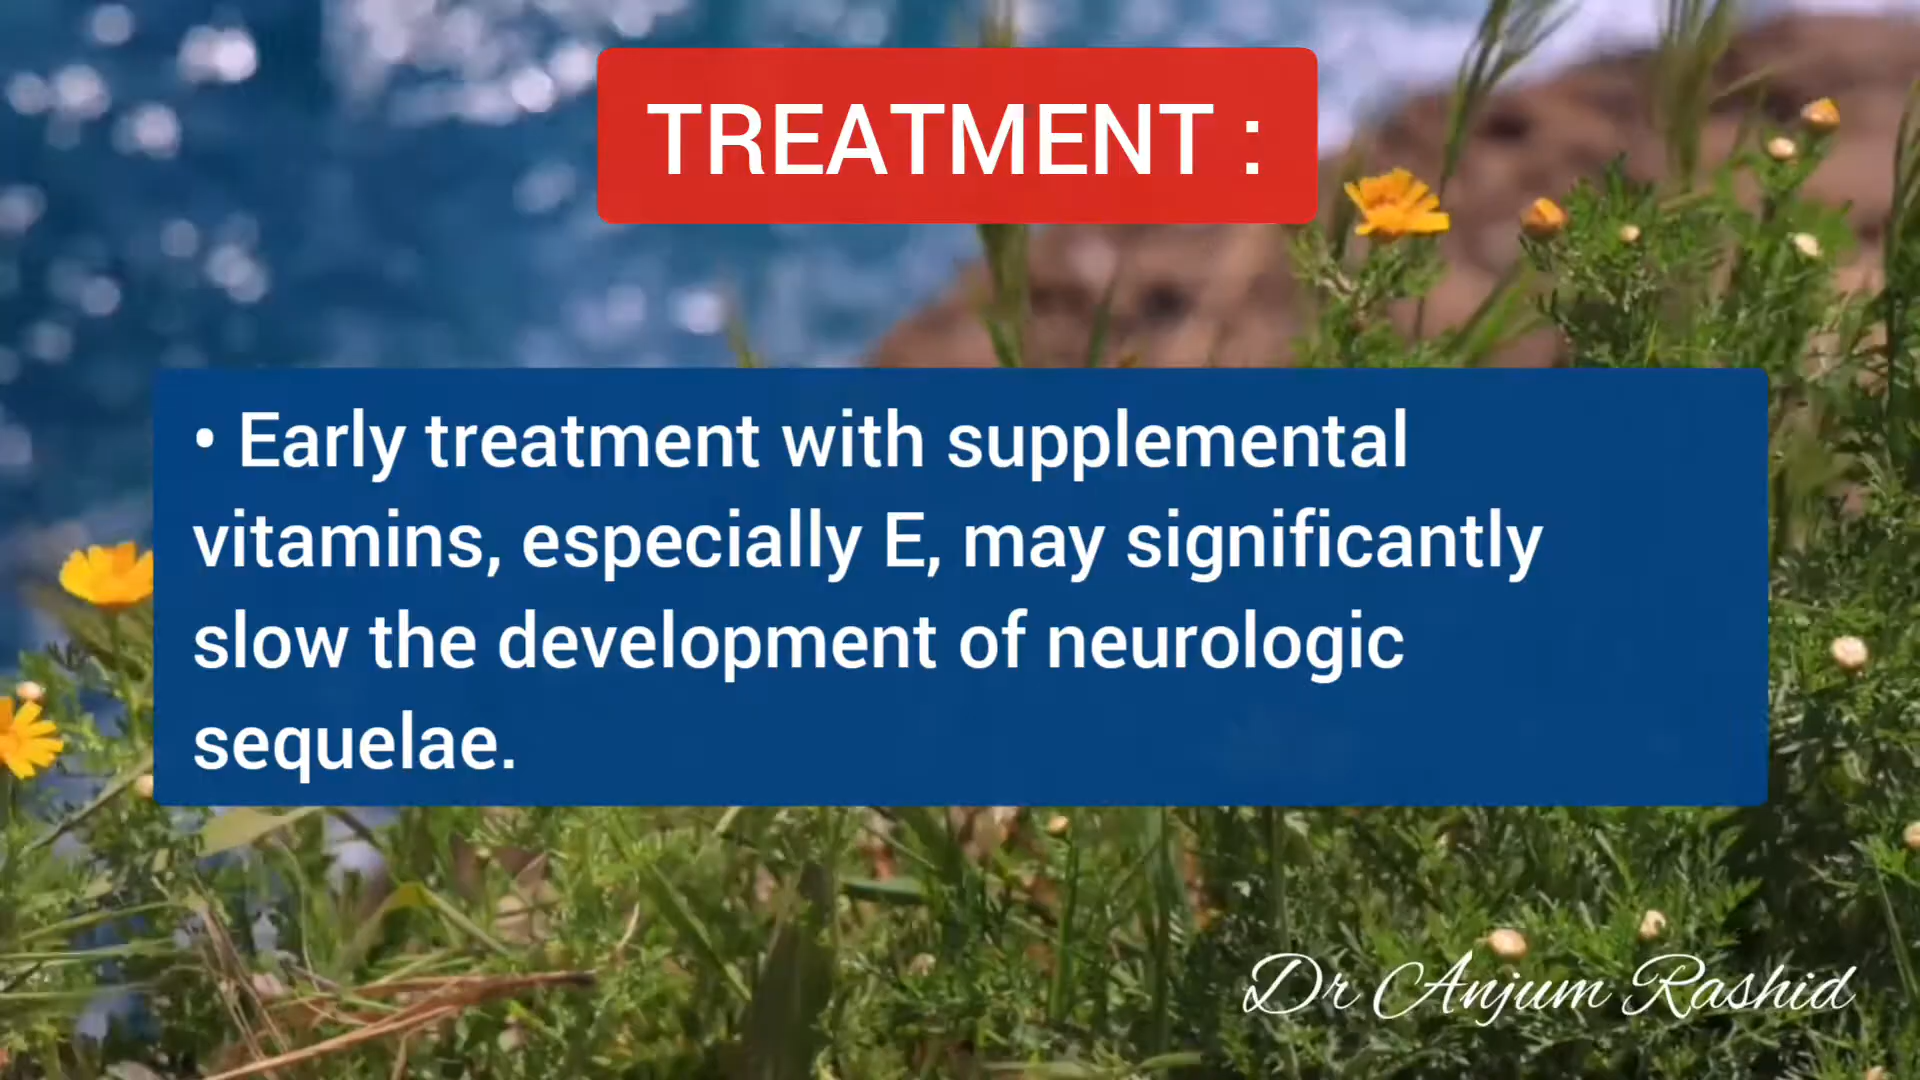 TREATMENT :
• Early treatment with supplemental
vitamins, especially E, may significantly
slow the development of neurologic
sequelae.
Dr Anjum Rashid